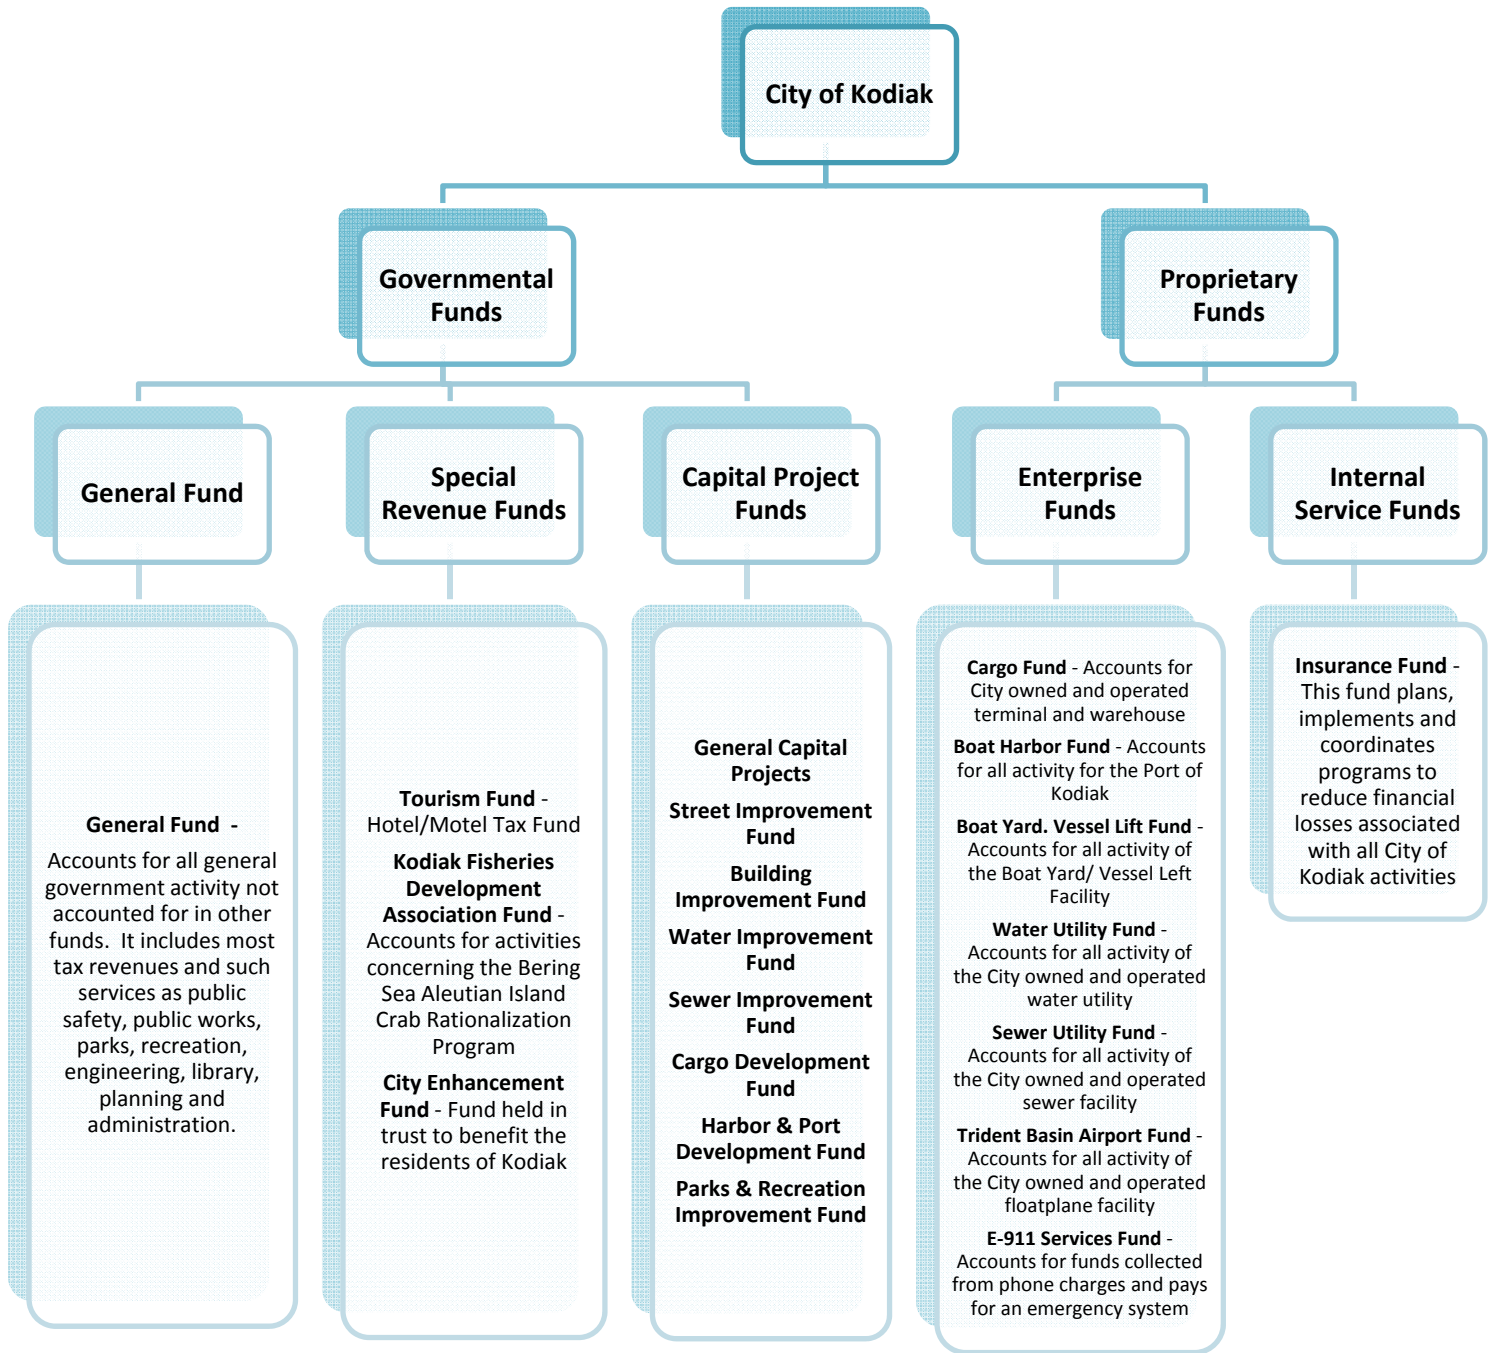 City of Kodiak
Governmental
Funds
Proprietary
Funds
General Fund
Special
Revenue Funds
Capital Project
Funds
Enterprise
Funds
Internal
Service Funds
General Fund -
Accounts for all general
government activity not
accounted for in other
funds. It includes most
tax revenues and such
services as public
safety, public works,
parks, recreation,
engineering, library,
planning and
administration.
Tourism Fund -
Hotel/Motel Tax Fund
Kodiak Fisheries
Development
Association Fund -
Accounts for activities
concerning the Bering
Sea Aleutian Island
Crab Rationalization
Program
City Enhancement
Fund - Fund held in
trust to benefit the
residents of Kodiak
General Capital
Projects
Street Improvement
Fund
Building
Improvement Fund
Water Improvement
Fund
Sewer Improvement
Fund
Cargo Development
Fund
Harbor & Port
Development Fund
Parks & Recreation
Improvement Fund
Cargo Fund - Accounts for
City owned and operated
terminal and warehouse
Boat Harbor Fund - Accounts
for all activity for the Port of
Kodiak
Boat Yard. Vessel Lift Fund -
Accounts for all activity of
the Boat Yard/ Vessel Left
Facility
Water Utility Fund -
Accounts for all activity of
the City owned and operated
water utility
Sewer Utility Fund -
Accounts for all activity of
the City owned and operated
sewer facility
Trident Basin Airport Fund -
Accounts for all activity of
the City owned and operated
floatplane facility
E-911 Services Fund -
Accounts for funds collected
from phone charges and pays
for an emergency system
Insurance Fund -
This fund plans,
implements and
coordinates
programs to
reduce financial
losses associated
with all City of
Kodiak activities